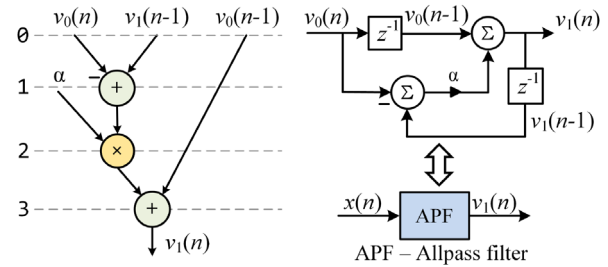 v₀(n) v₁(n-1) v₀(n-1)
0
1
2
3
α
−
+
×
+
v₁(n)
v₀(n) z⁻¹ v₀(n-1) Σ v₁(n)
− Σ α z⁻¹
v₁(n-1)
x(n) APF v₁(n)
APF – Allpass filter